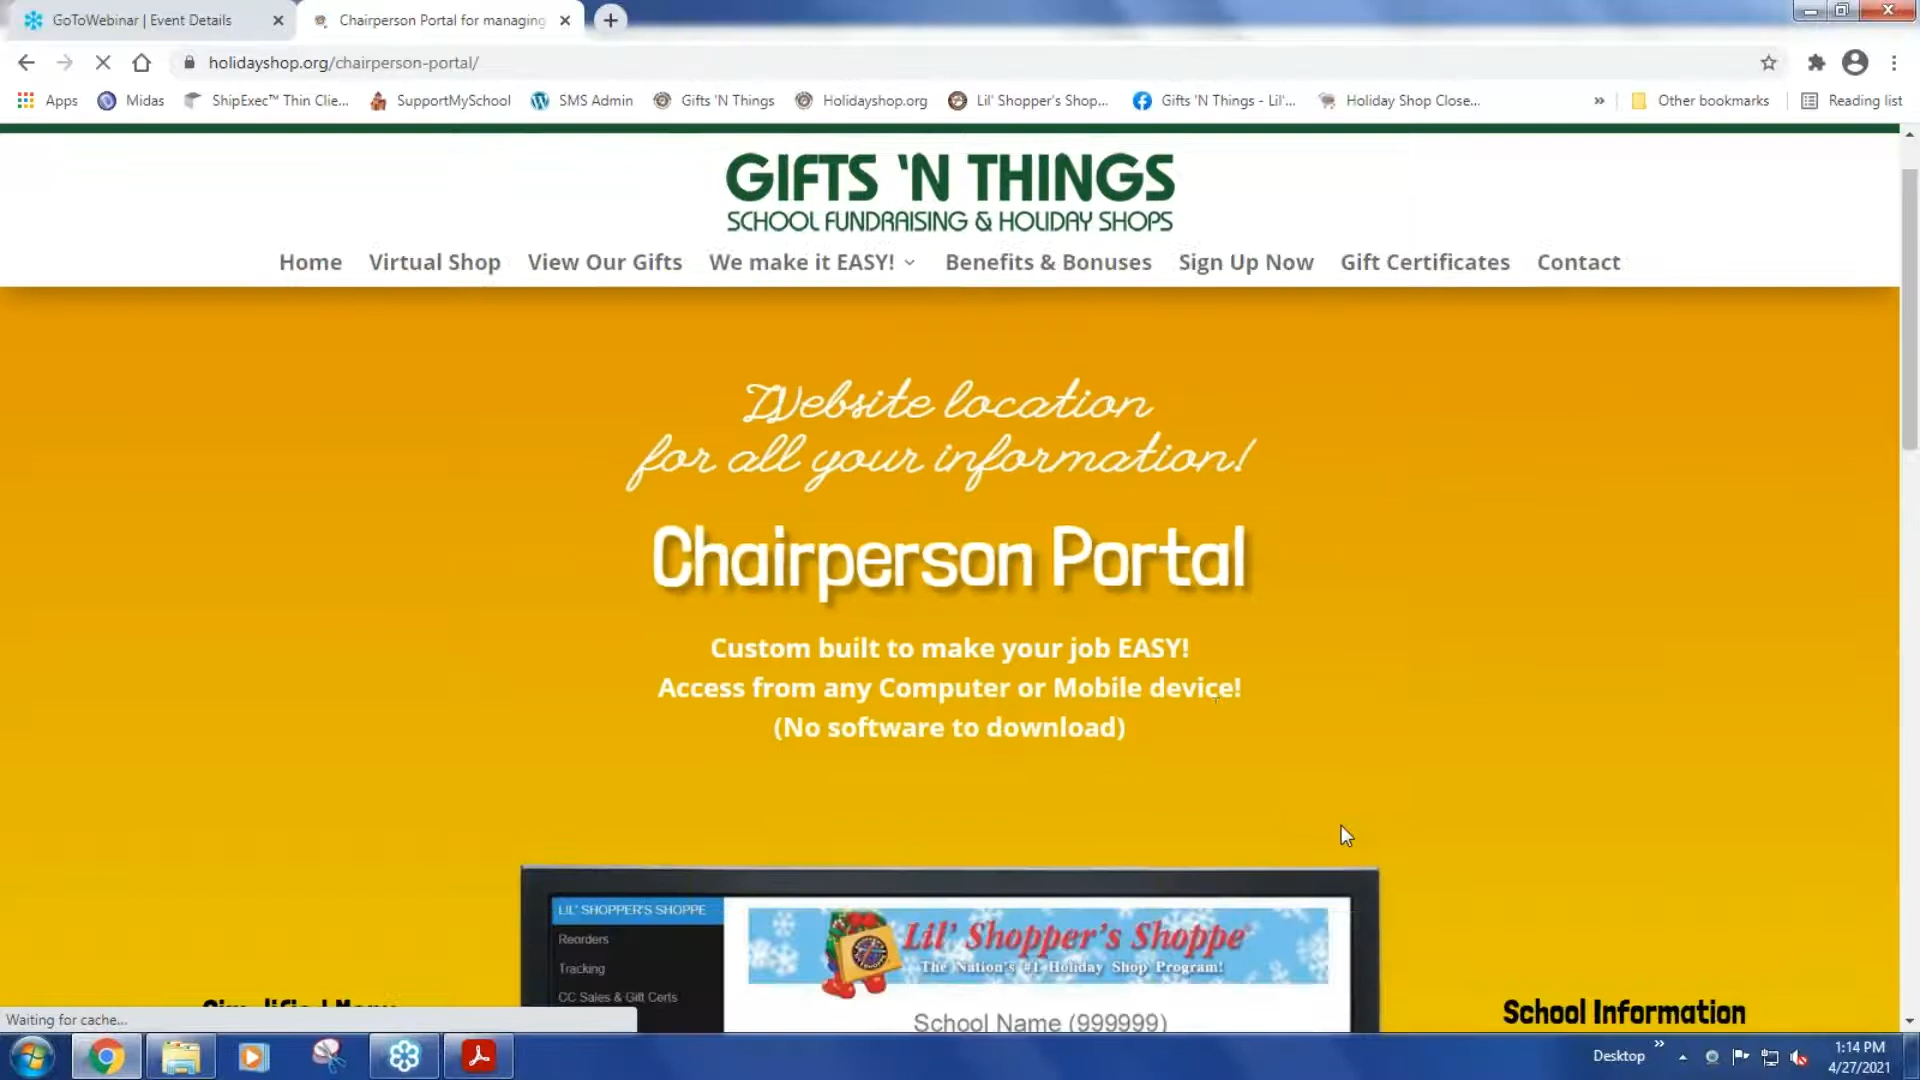 GoToWebinar | Event Details
Chairperson Portal for managing
holidayshop.org/chairperson-portal/
Apps Midas ShipExec™ Thin Clie... SupportMySchool SMS Admin Gifts 'N Things Holidayshop.org Lil' Shopper's Shop... Gifts 'N Things - Lil'... Holiday Shop Close... » Other bookmarks Reading list
GIFTS 'N THINGS
SCHOOL FUNDRAISING & HOLIDAY SHOPS
Home Virtual Shop View Our Gifts We make it EASY! Benefits & Bonuses Sign Up Now Gift Certificates Contact
Website location
for all your information!
Chairperson Portal
Custom built to make your job EASY!
Access from any Computer or Mobile device!
(No software to download)
LIL' SHOPPER'S SHOPPE
Reorders
Tracking
CC Sales & Gift Certs
Lil' Shopper's Shoppe
The Nation's #1 Holiday Shop Program!
School Name (999999)
School Information
Waiting for cache...
Desktop »
1:14 PM
4/27/2021